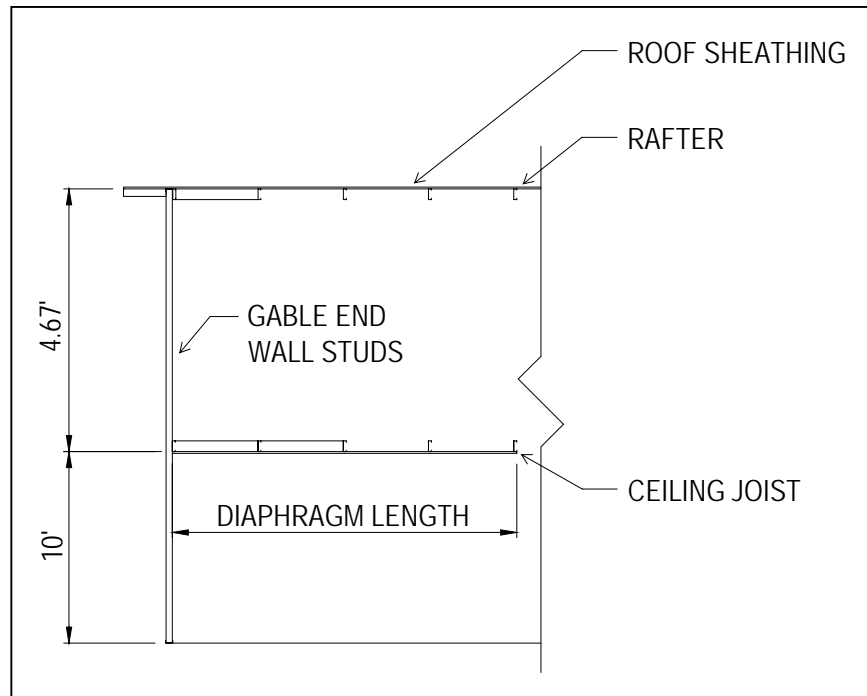 ROOF SHEATHING
RAFTER
4.67'
GABLE END
WALL STUDS
CEILING JOIST
DIAPHRAGM LENGTH
10'